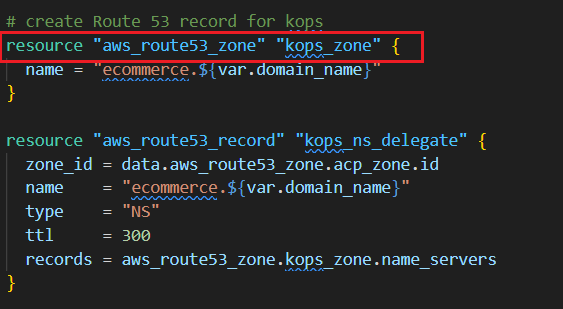 # create Route 53 record for kops
resource "aws_route53_zone" "kops_zone" {
  name = "ecommerce.${var.domain_name}"
}

resource "aws_route53_record" "kops_ns_delegate" {
  zone_id = data.aws_route53_zone.acp_zone.id
  name    = "ecommerce.${var.domain_name}"
  type    = "NS"
  ttl     = 300
  records = aws_route53_zone.kops_zone.name_servers
}